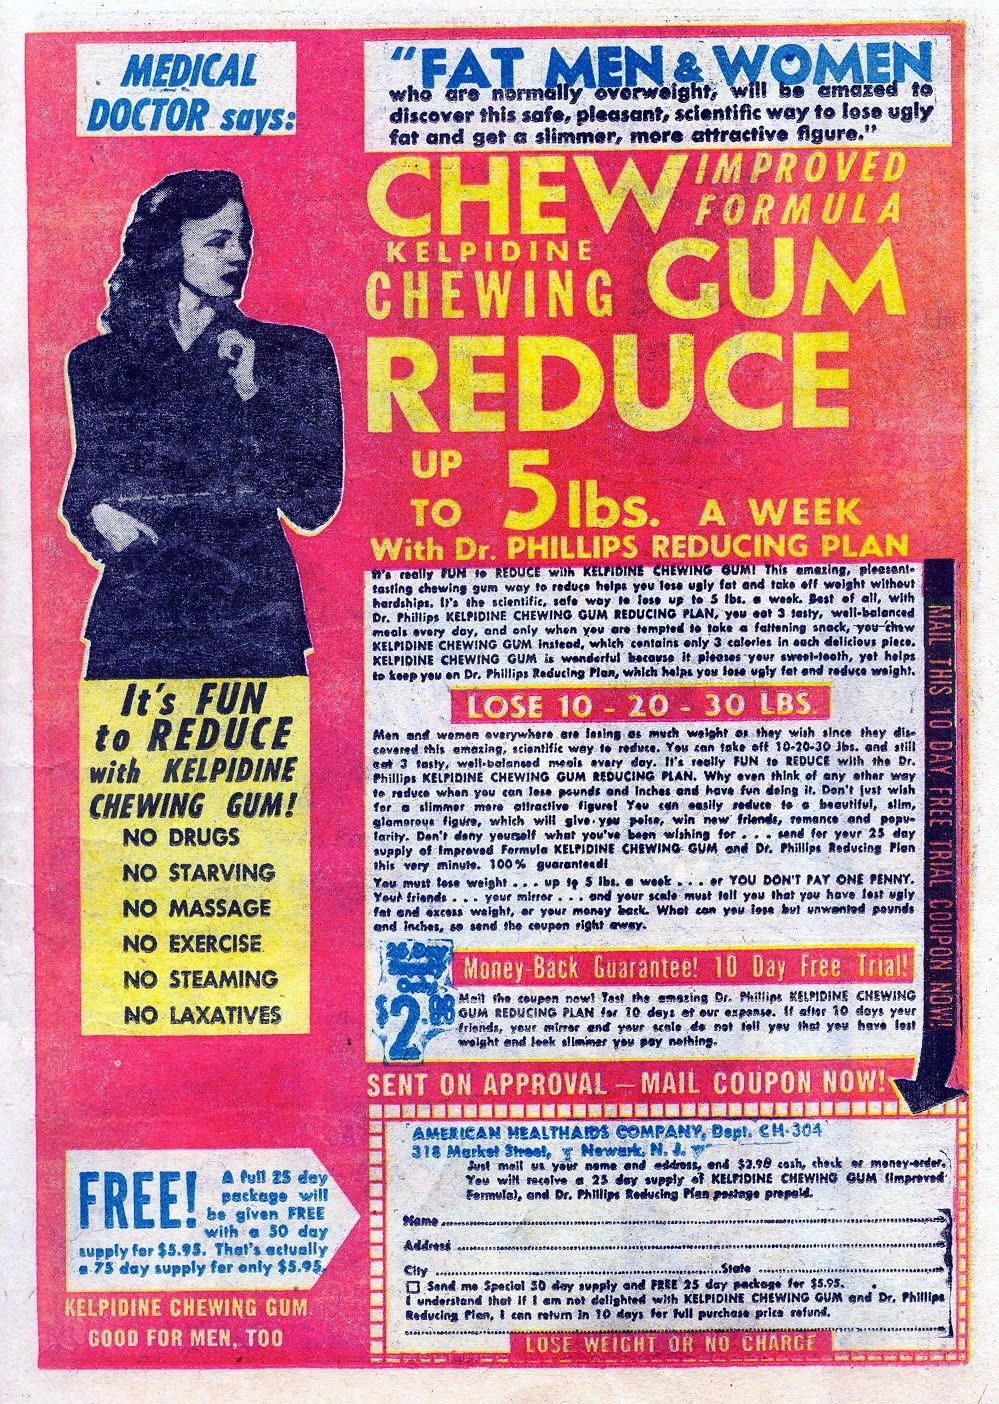 MEDICAL
DOCTOR says:
"FAT MEN & WOMEN
who are normally overweight, will be amazed to
discover this safe, pleasant, scientific way to lose ugly
fat and get a slimmer, more attractive figure."
CHEW IMPROVED
FORMULA
KELPIDINE
CHEWING GUM
REDUCE
UP
TO 5 lbs. A WEEK
With Dr. PHILLIPS REDUCING PLAN
It's really FUN to REDUCE with KELPIDINE CHEWING GUM! This amazing, pleasant-
tasting chewing gum way to reduce helps you lose ugly fat and take off weight without
hardships. It's the scientific, safe way to lose up to 5 lbs. a week. Best of all, with
Dr. Phillips KELPIDINE CHEWING GUM REDUCING PLAN, you eat 3 tasty, well-balanced
meals every day, and only when you are tempted to take a fattening snack, you chew
KELPIDINE CHEWING GUM instead, which contains only 3 calories in each delicious piece.
KELPIDINE CHEWING GUM is wonderful because it pleases your sweet-tooth, yet helps
to keep you on Dr. Phillips Reducing Plan, which helps you lose ugly fat and reduce weight.
LOSE 10 - 20 - 30 LBS.
Men and women everywhere are losing as much weight as they wish since they dis-
covered this amazing, scientific way to reduce. You can take off 10-20-30 lbs. and still
eat 3 tasty, well-balanced meals every day. It's really FUN to REDUCE with the Dr.
Phillips KELPIDINE CHEWING GUM REDUCING PLAN. Why even think of any other way
to reduce when you can lose pounds and inches and have fun doing it. Don't just wish
for a slimmer more attractive figure! You can easily reduce to a beautiful, slim,
glamorous figure, which will give you poise, win new friends, romance and popu-
larity. Don't deny yourself what you've been wishing for . . . send for your 25 day
supply of Improved Formula KELPIDINE CHEWING GUM and Dr. Phillips Reducing Plan
this very minute. 100% guaranteed!
You must lose weight . . . up to 5 lbs. a week . . . or YOU DON'T PAY ONE PENNY.
Your friends . . . your mirror . . . and your scale must tell you that you have lost ugly
fat and excess weight, or your money back. What can you lose but unwanted pounds
and inches, so send the coupon right away.
25 Day
Supply
Only
$2.98
Money-Back Guarantee! 10 Day Free Trial!
Mail the coupon now! Test the amazing Dr. Phillips KELPIDINE CHEWING
GUM REDUCING PLAN for 10 days at our expense. If after 10 days your
friends, your mirror and your scale do not tell you that you have lost
weight and look slimmer you pay nothing.
SENT ON APPROVAL — MAIL COUPON NOW!
MAIL THIS 10 DAY FREE TRIAL COUPON NOW!
It's FUN
to REDUCE
with KELPIDINE
CHEWING GUM!
NO DRUGS
NO STARVING
NO MASSAGE
NO EXERCISE
NO STEAMING
NO LAXATIVES
FREE! A full 25 day
package will
be given FREE
with a 50 day
supply for $5.95. That's actually
a 75 day supply for only $5.95.
KELPIDINE CHEWING GUM
GOOD FOR MEN, TOO
AMERICAN HEALTHAIDS COMPANY, Dept. CH-304
318 Market Street, Newark, N. J.
Just mail us your name and address, and $2.98 cash, check or money-order.
You will receive a 25 day supply of KELPIDINE CHEWING GUM (Improved
Formula), and Dr. Phillips Reducing Plan postage prepaid.
Name
Address
City State
Send me Special 50 day supply and FREE 25 day package for $5.95.
I understand that if I am not delighted with KELPIDINE CHEWING GUM and Dr. Phillips
Reducing Plan, I can return in 10 days for full purchase price refund.
LOSE WEIGHT OR NO CHARGE